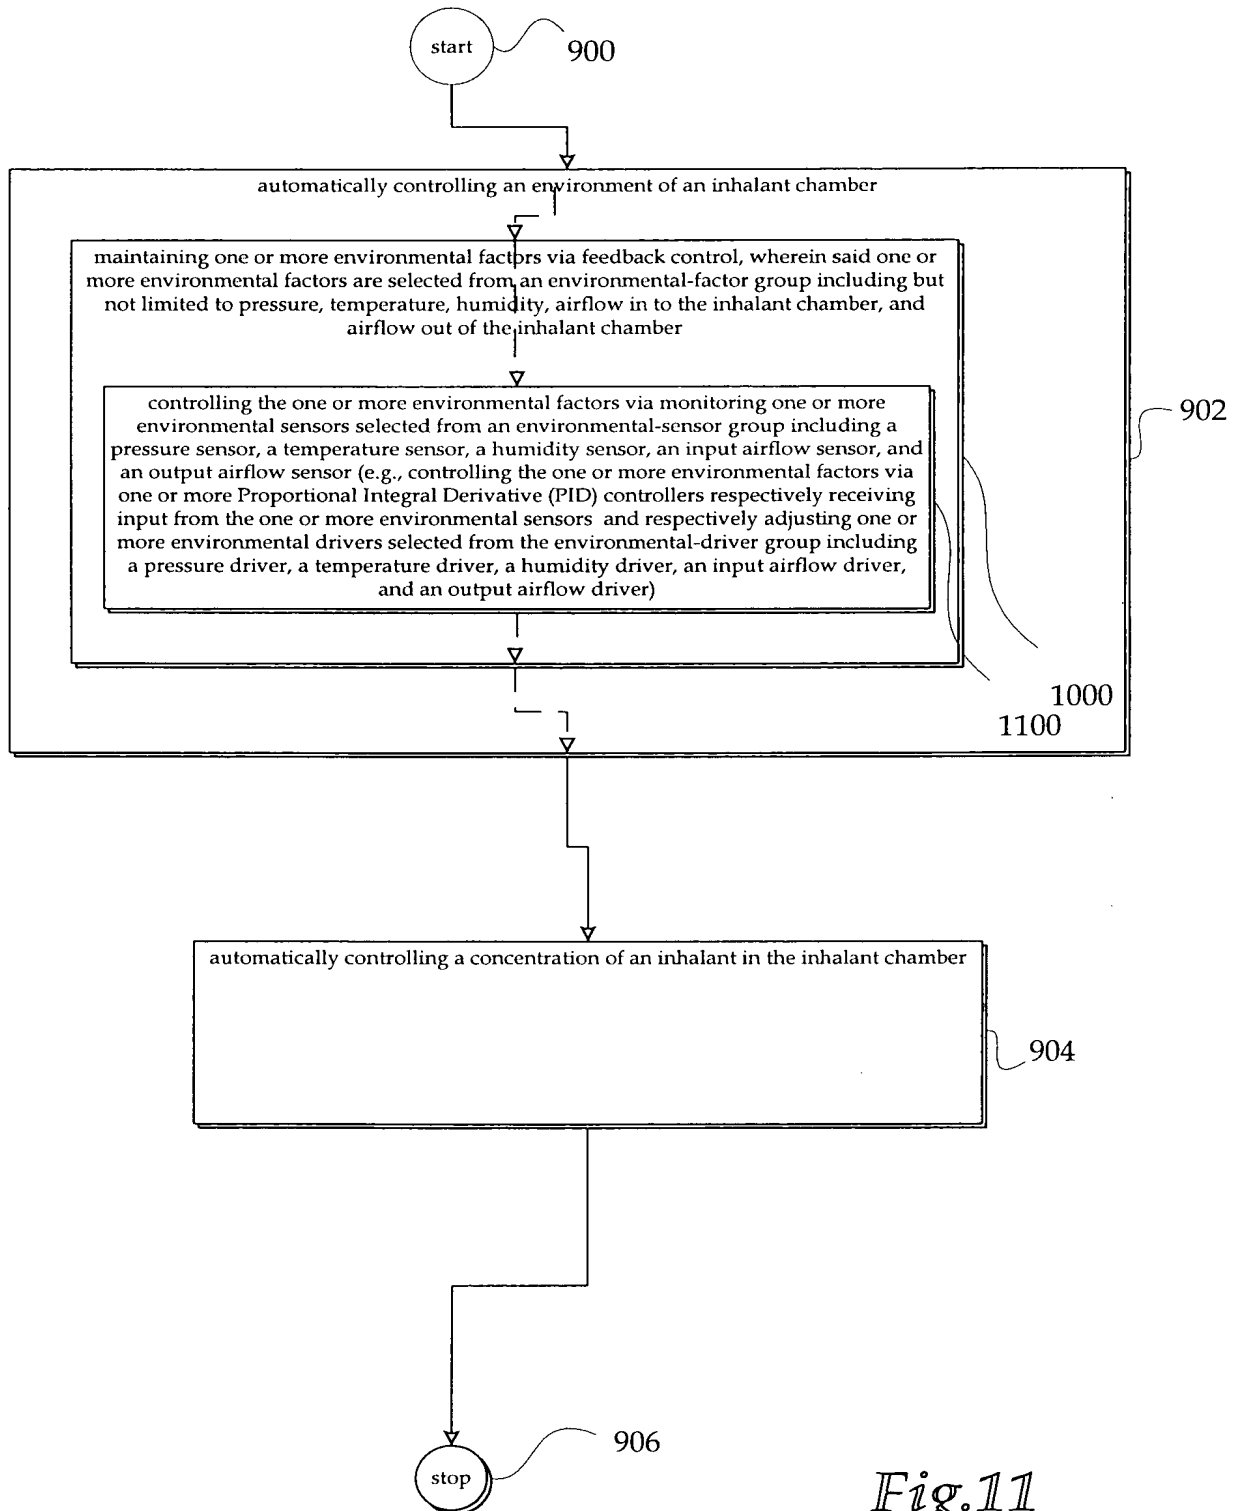 start
900
automatically controlling an environment of an inhalant chamber
maintaining one or more environmental factors via feedback control, wherein said one or
more environmental factors are selected from an environmental-factor group including but
not limited to pressure, temperature, humidity, airflow in to the inhalant chamber, and
airflow out of the inhalant chamber
controlling the one or more environmental factors via monitoring one or more
environmental sensors selected from an environmental-sensor group including a
pressure sensor, a temperature sensor, a humidity sensor, an input airflow sensor, and
an output airflow sensor (e.g., controlling the one or more environmental factors via
one or more Proportional Integral Derivative (PID) controllers respectively receiving
input from the one or more environmental sensors and respectively adjusting one or
more environmental drivers selected from the environmental-driver group including
a pressure driver, a temperature driver, a humidity driver, an input airflow driver,
and an output airflow driver)
902
1000
1100
automatically controlling a concentration of an inhalant in the inhalant chamber
904
906
stop
Fig.11